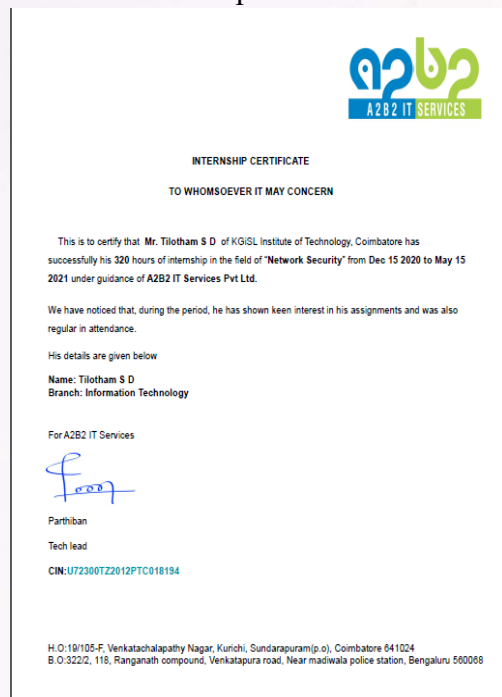 a2b2
A2B2 IT SERVICES
INTERNSHIP CERTIFICATE
TO WHOMSOEVER IT MAY CONCERN
This is to certify that Mr. Tilotham S D of KGiSL Institute of Technology, Coimbatore has
successfully his 320 hours of internship in the field of "Network Security" from Dec 15 2020 to May 15
2021 under guidance of A2B2 IT Services Pvt Ltd.
We have noticed that, during the period, he has shown keen interest in his assignments and was also
regular in attendance.
His details are given below
Name: Tilotham S D
Branch: Information Technology
For A2B2 IT Services
Parthiban
Tech lead
CIN:U72300TZ2012PTC018194
H.O:19/105-F, Venkatachalapathy Nagar, Kurichi, Sundarapuram(p.o), Coimbatore 641024
B.O:322/2, 118, Ranganath compound, Venkatapura road, Near madiwala police station, Bengaluru 560068